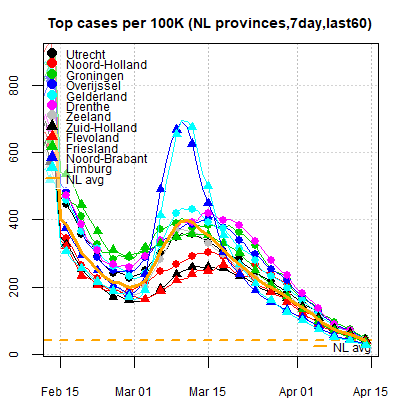 Top cases per 100K (NL provinces,7day,last60)
800
600
400
200
0
Utrecht
Noord-Holland
Groningen
Overijssel
Gelderland
Drenthe
Zeeland
Zuid-Holland
Flevoland
Friesland
Noord-Brabant
Limburg
NL avg
NL avg
Feb 15
Mar 01
Mar 15
Apr 01
Apr 15